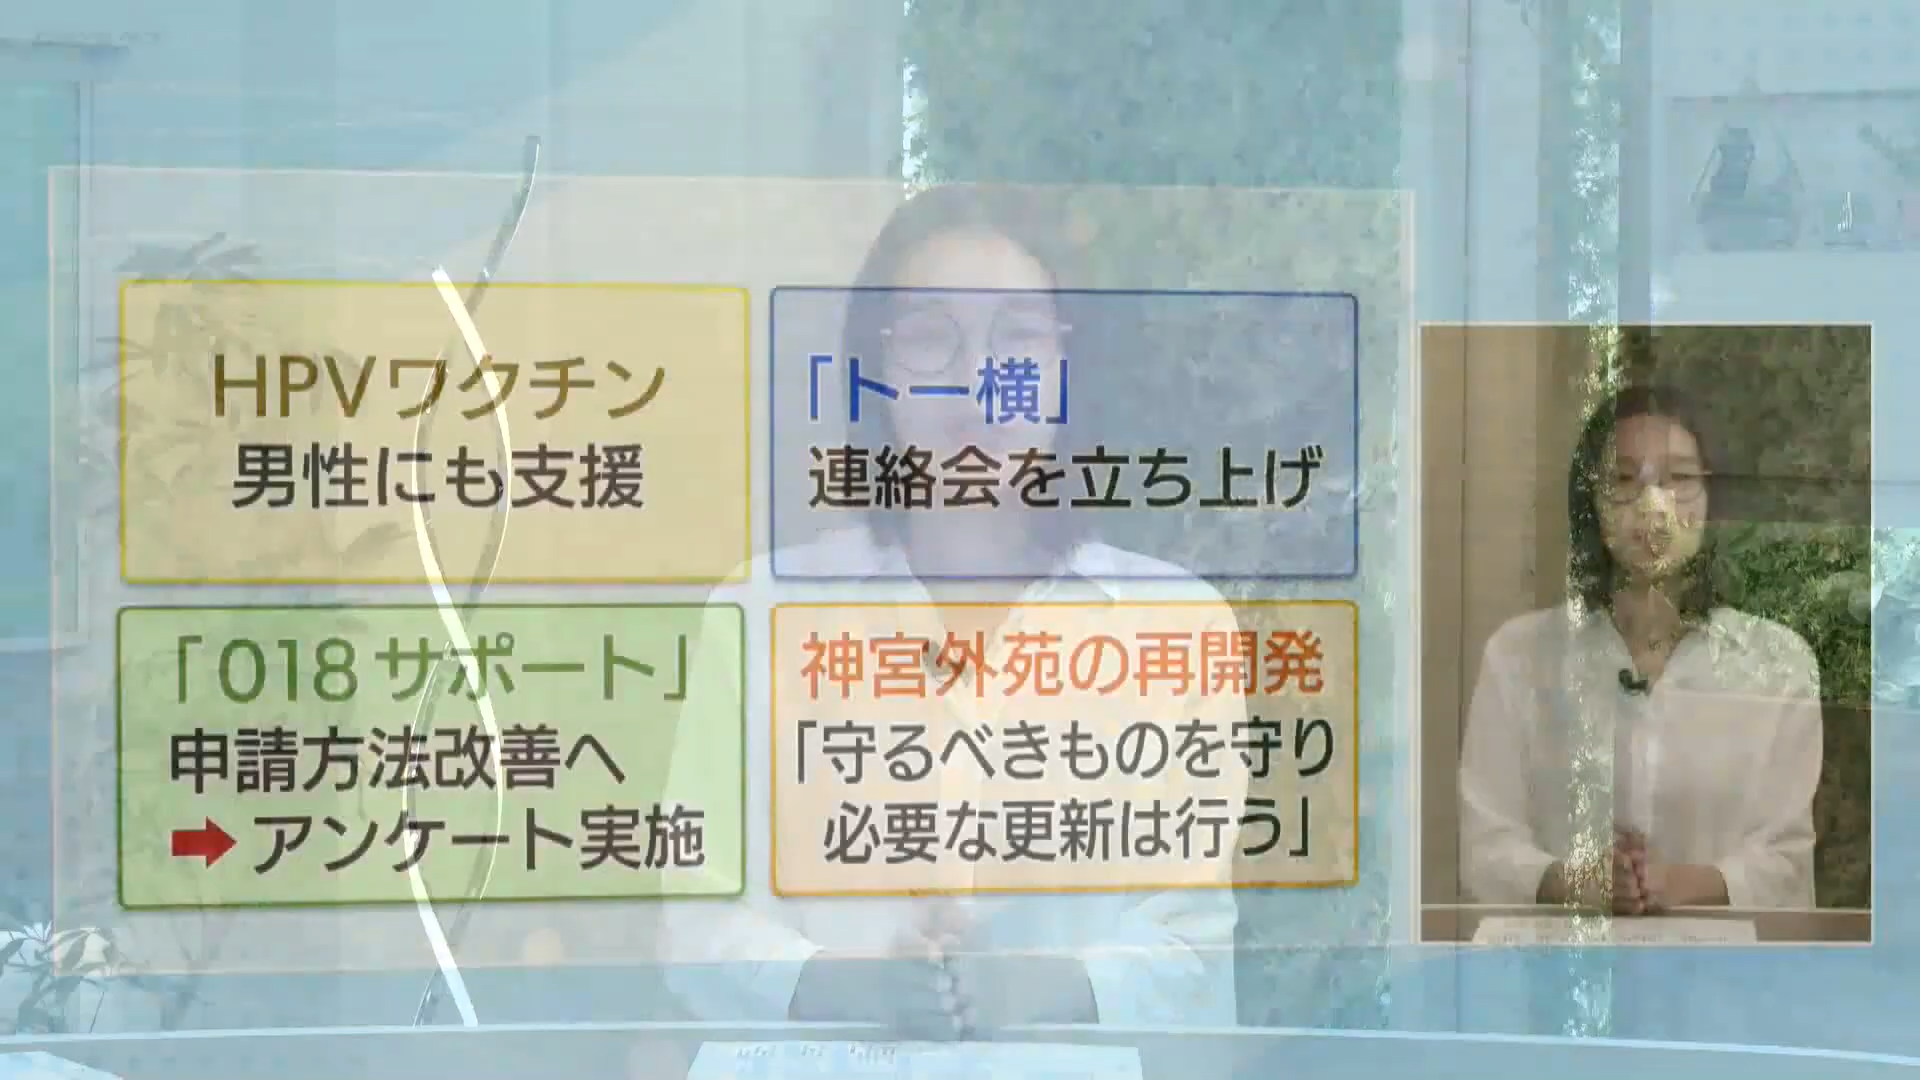 HPVワクチン
男性にも支援
「トー横」
連絡会を立ち上げ
「018サポート」
申請方法改善へ
➡アンケート実施
神宮外苑の再開発
「守るべきものを守り
必要な更新は行う」